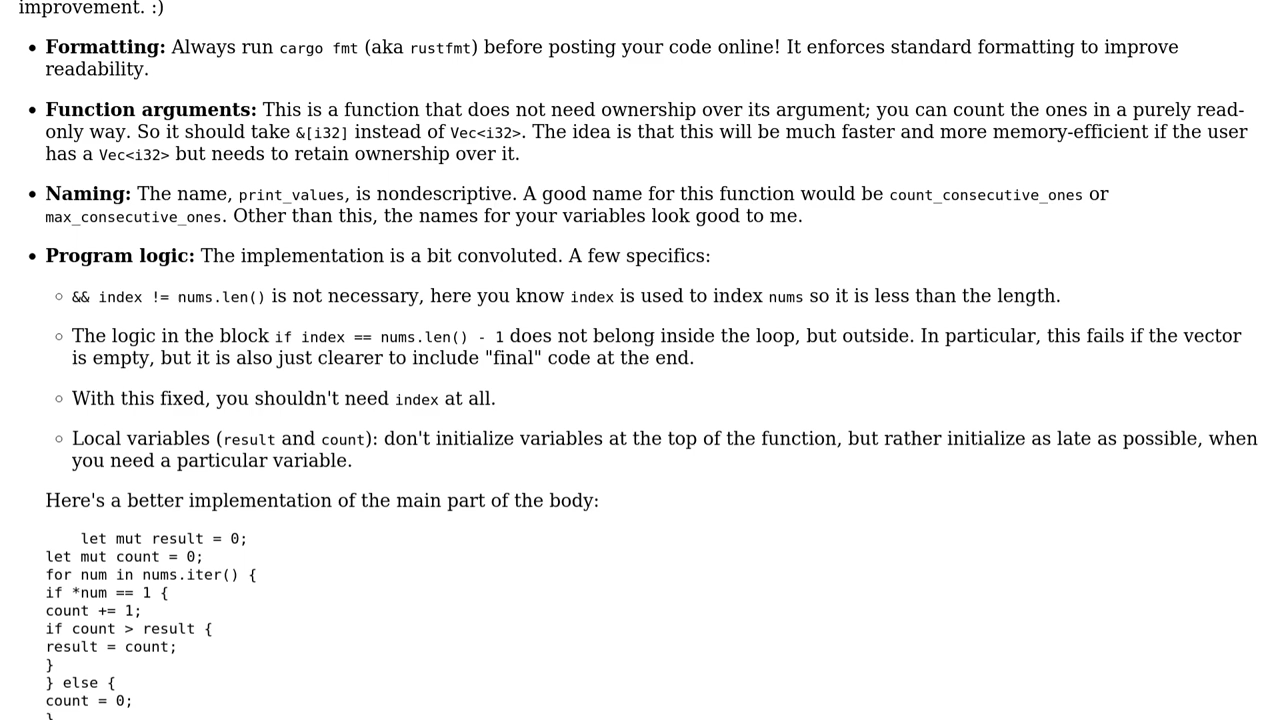 improvement. :)
• Formatting: Always run cargo fmt (aka rustfmt) before posting your code online! It enforces standard formatting to improve
readability.
• Function arguments: This is a function that does not need ownership over its argument; you can count the ones in a purely read-
only way. So it should take &[i32] instead of Vec<i32>. The idea is that this will be much faster and more memory-efficient if the user
has a Vec<i32> but needs to retain ownership over it.
• Naming: The name, print_values, is nondescriptive. A good name for this function would be count_consecutive_ones or
max_consecutive_ones. Other than this, the names for your variables look good to me.
• Program logic: The implementation is a bit convoluted. A few specifics:
◦ && index != nums.len() is not necessary, here you know index is used to index nums so it is less than the length.
◦ The logic in the block if index == nums.len() - 1 does not belong inside the loop, but outside. In particular, this fails if the vector
is empty, but it is also just clearer to include "final" code at the end.
◦ With this fixed, you shouldn't need index at all.
◦ Local variables (result and count): don't initialize variables at the top of the function, but rather initialize as late as possible, when
you need a particular variable.
Here's a better implementation of the main part of the body:
    let mut result = 0;
let mut count = 0;
for num in nums.iter() {
if *num == 1 {
count += 1;
if count > result {
result = count;
}
} else {
count = 0;
}